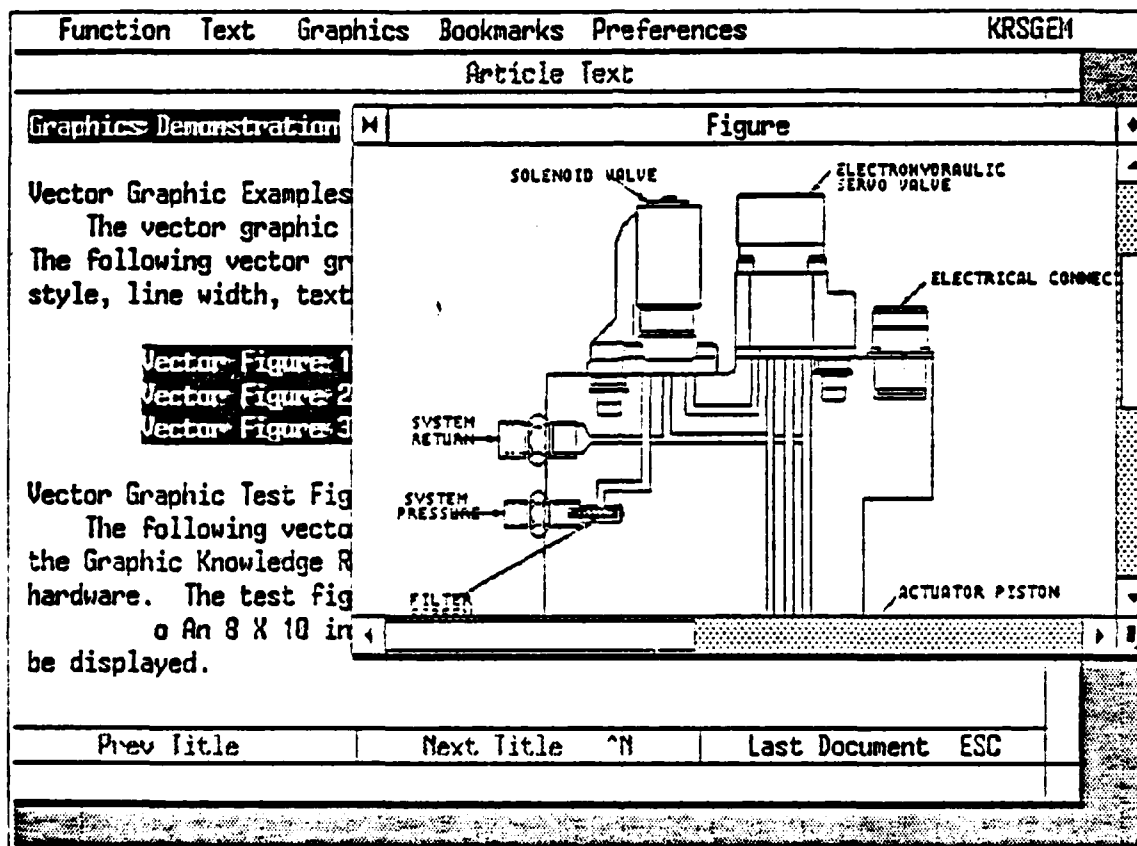 Function Text Graphics Bookmarks Preferences KRSGEM
Article Text
Graphics Demonstration
Vector Graphic Examples
The vector graphic
The following vector gr
style, line width, text
Vector Figure 1
Vector Figure 2
Vector Figure 3
Vector Graphic Test Fig
The following vecto
the Graphic Knowledge R
hardware. The test fig
o An 8 X 10 in
be displayed.
Figure
SOLENOID VALVE
ELECTROHYDRAULIC
SERVO VALVE
ELECTRICAL CONNEC
SYSTEM
RETURN
SYSTEM
PRESSURE
FILTER
ACTUATOR PISTON
Prev Title Next Title ^N Last Document ESC